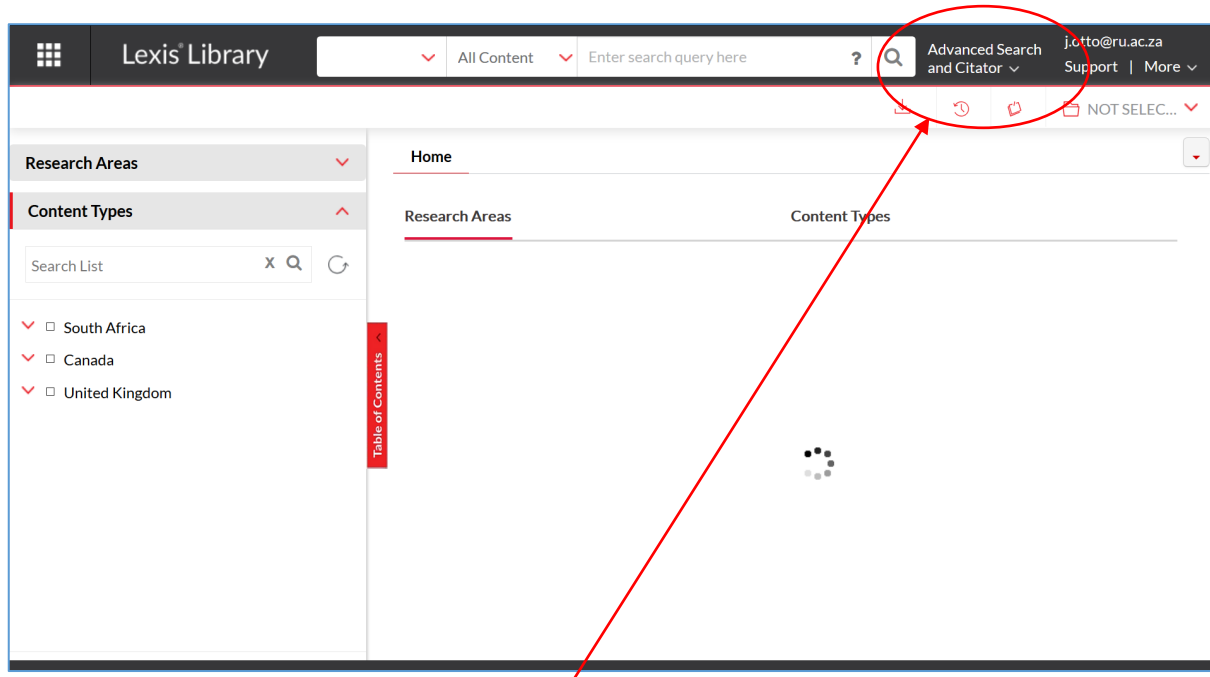 Lexis® Library
All Content
Enter search query here
?
Advanced Search
and Citator
j.otto@ru.ac.za
Support | More
NOT SELEC...
Research Areas
Home
Content Types
Research Areas
Content Types
Search List
X
South Africa
Canada
United Kingdom
Table of Contents